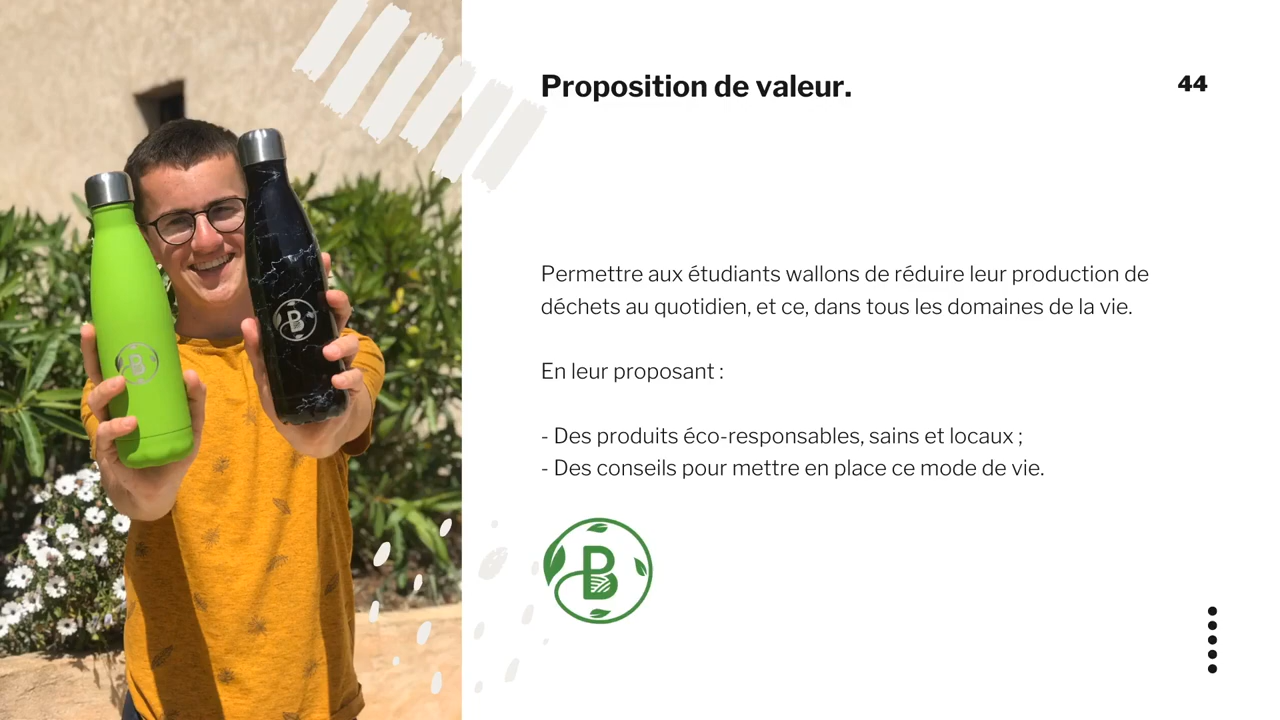 Proposition de valeur.
44
Permettre aux étudiants wallons de réduire leur production de
déchets au quotidien, et ce, dans tous les domaines de la vie.
En leur proposant :
- Des produits éco-responsables, sains et locaux ;
- Des conseils pour mettre en place ce mode de vie.
B
B
B